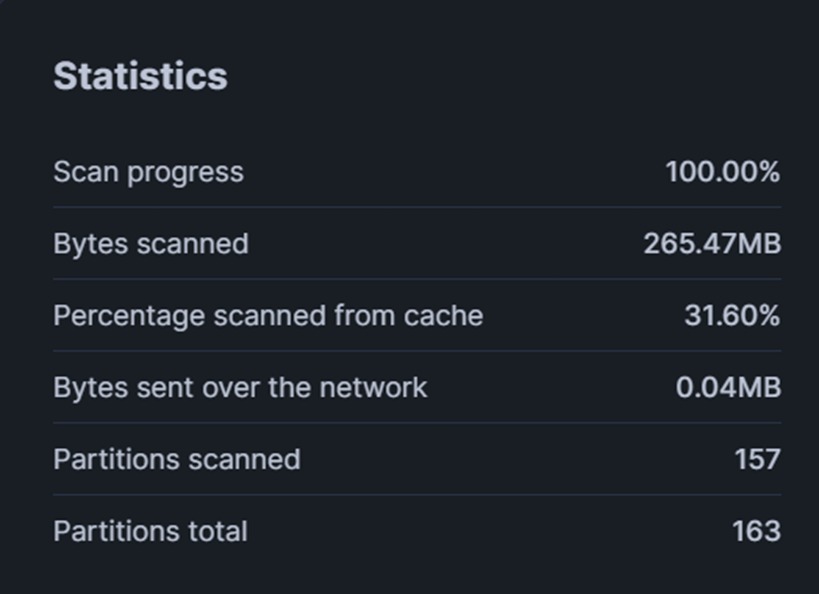 Statistics
Scan progress 100.00%
Bytes scanned 265.47MB
Percentage scanned from cache 31.60%
Bytes sent over the network 0.04MB
Partitions scanned 157
Partitions total 163